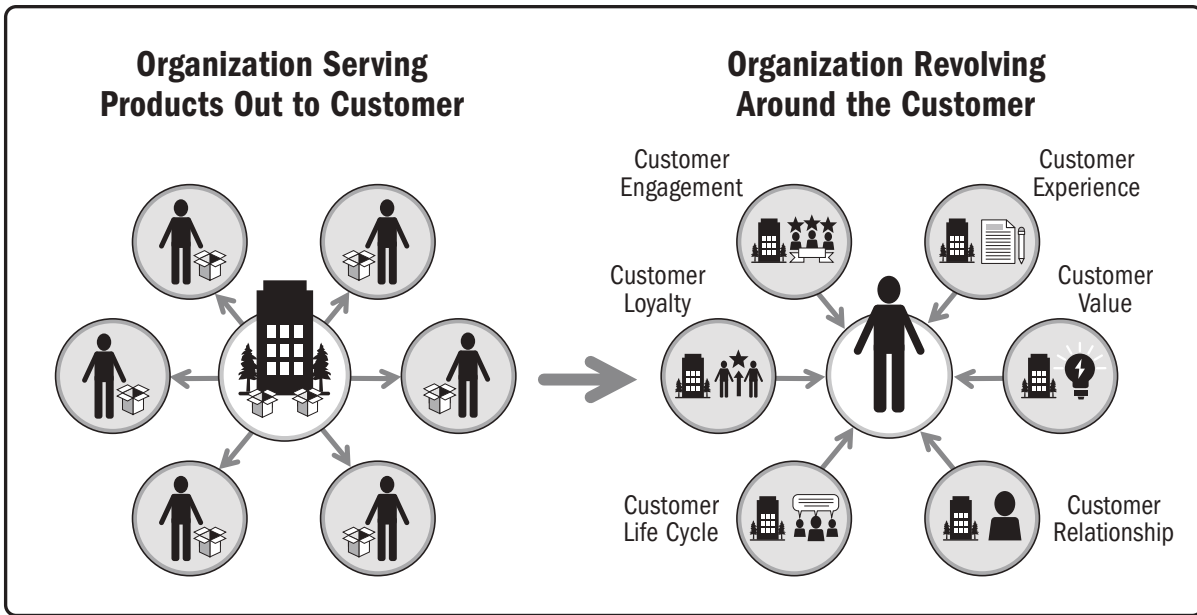 Organization Serving
Products Out to Customer
Organization Revolving
Around the Customer
Customer
Engagement
Customer
Experience
Customer
Loyalty
Customer
Value
Customer
Life Cycle
Customer
Relationship